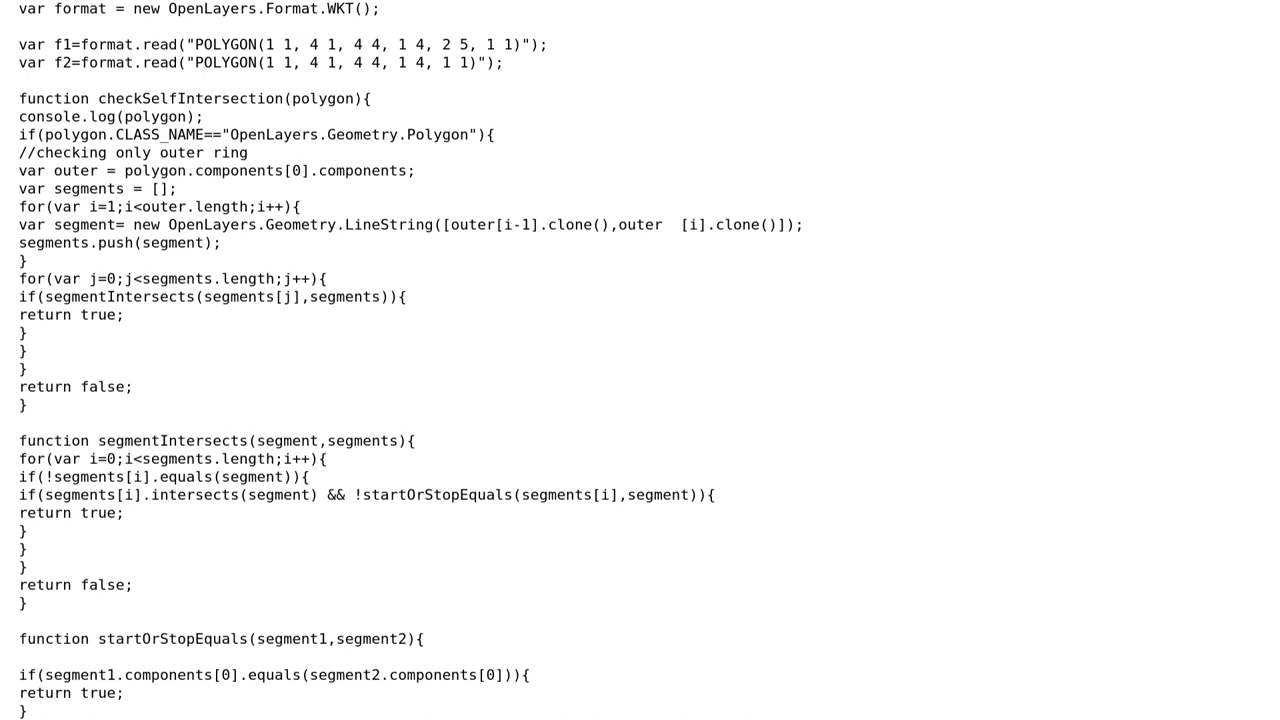 var format = new OpenLayers.Format.WKT();

var f1=format.read("POLYGON(1 1, 4 1, 4 4, 1 4, 2 5, 1 1)");
var f2=format.read("POLYGON(1 1, 4 1, 4 4, 1 4, 1 1)");

function checkSelfIntersection(polygon){
console.log(polygon);
if(polygon.CLASS_NAME=="OpenLayers.Geometry.Polygon"){
//checking only outer ring
var outer = polygon.components[0].components;
var segments = [];
for(var i=1;i<outer.length;i++){
var segment= new OpenLayers.Geometry.LineString([outer[i-1].clone(),outer  [i].clone()]);
segments.push(segment);
}
for(var j=0;j<segments.length;j++){
if(segmentIntersects(segments[j],segments)){
return true;
}
}
}
return false;
}

function segmentIntersects(segment,segments){
for(var i=0;i<segments.length;i++){
if(!segments[i].equals(segment)){
if(segments[i].intersects(segment) && !startOrStopEquals(segments[i],segment)){
return true;
}
}
}
return false;
}

function startOrStopEquals(segment1,segment2){

if(segment1.components[0].equals(segment2.components[0])){
return true;
}